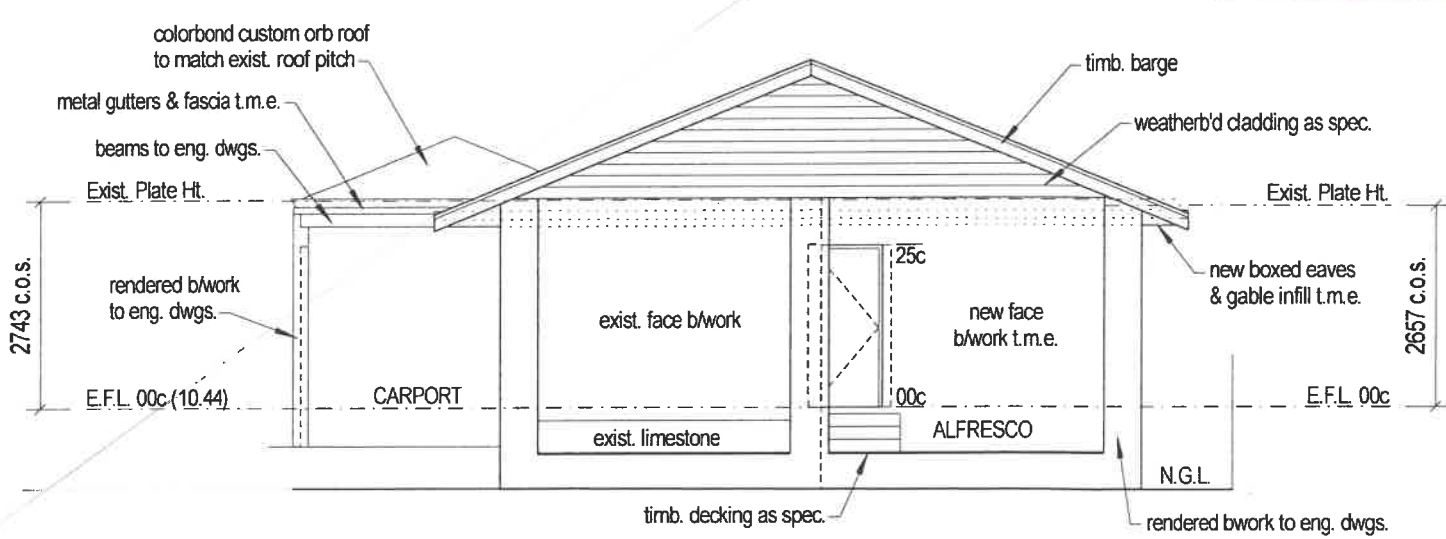 colorbond custom orb roof
to match exist. roof pitch
timb. barge
metal gutters & fascia t.m.e.
weatherb'd cladding as spec.
beams to eng. dwgs.
Exist. Plate Ht.
Exist. Plate Ht.
2743 c.o.s.
rendered b/work
to eng. dwgs.
25c
new boxed eaves
& gable infill t.m.e.
exist. face b/work
new face
b/work t.m.e.
2657 c.o.s.
E.F.L. 00c (10.44)
CARPORT
00c
E.F.L. 00c
exist. limestone
ALFRESCO
N.G.L.
timb. decking as spec.
rendered bwork to eng. dwgs.